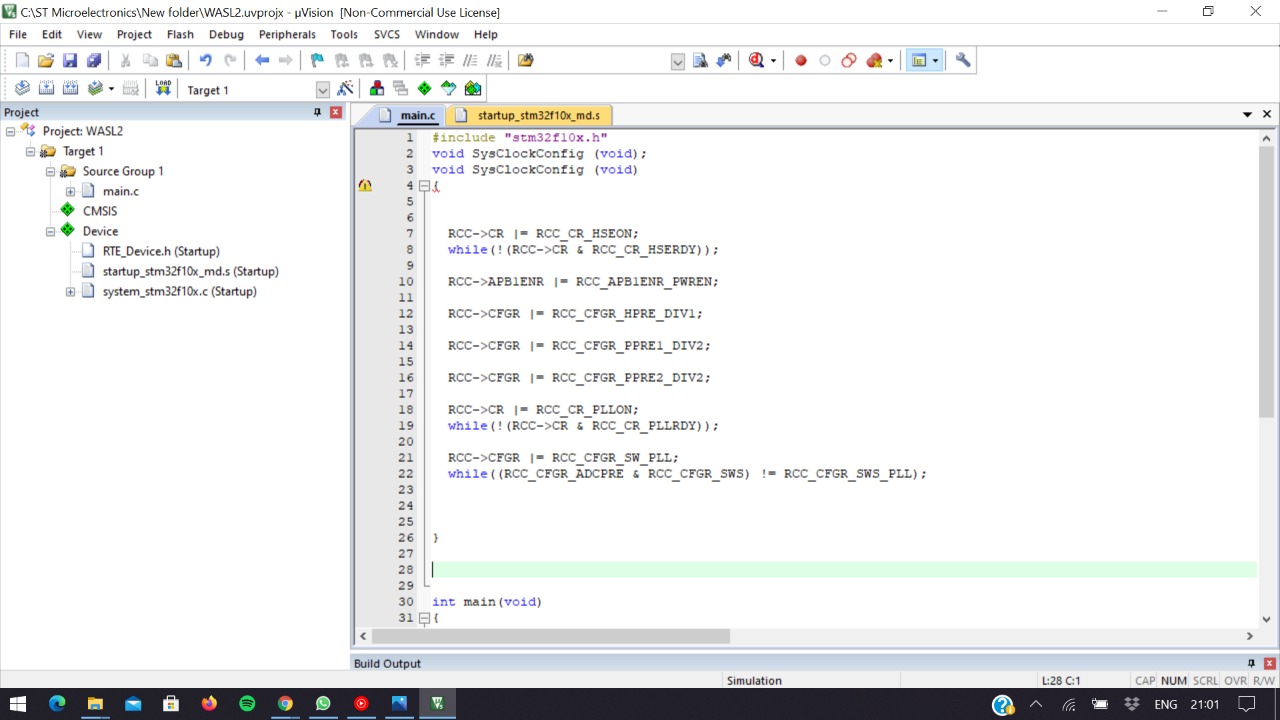 C:\ST Microelectronics\New folder\WASL2.uvprojx - µVision  [Non-Commercial Use License]
File Edit View Project Flash Debug Peripherals Tools SVCS Window Help
LOAD Target 1
Project
Project: WASL2
Target 1
Source Group 1
main.c
CMSIS
Device
RTE_Device.h (Startup)
startup_stm32f10x_md.s (Startup)
system_stm32f10x.c (Startup)
main.c startup_stm32f10x_md.s
1 #include "stm32f10x.h"
2 void SysClockConfig (void);
3 void SysClockConfig (void)
4 {
5
6
7 RCC->CR |= RCC_CR_HSEON;
8 while(!(RCC->CR & RCC_CR_HSERDY));
9
10 RCC->APB1ENR |= RCC_APB1ENR_PWREN;
11
12 RCC->CFGR |= RCC_CFGR_HPRE_DIV1;
13
14 RCC->CFGR |= RCC_CFGR_PPRE1_DIV2;
15
16 RCC->CFGR |= RCC_CFGR_PPRE2_DIV2;
17
18 RCC->CR |= RCC_CR_PLLON;
19 while(!(RCC->CR & RCC_CR_PLLRDY));
20
21 RCC->CFGR |= RCC_CFGR_SW_PLL;
22 while((RCC_CFGR_ADCPRE & RCC_CFGR_SWS) != RCC_CFGR_SWS_PLL);
23
24
25
26 }
27
28
29
30 int main(void)
31 {
Build Output
Simulation L:28 C:1 CAP NUM SCRL OVR R/W
ENG 21:01